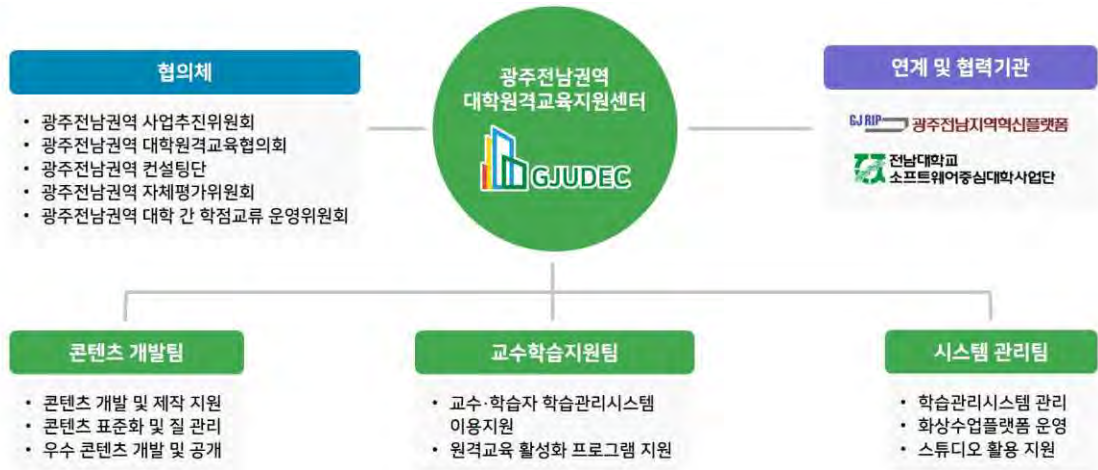 협의체
• 광주전남권역 사업추진위원회
• 광주전남권역 대학원격교육협의회
• 광주전남권역 컨설팅단
• 광주전남권역 자체평가위원회
• 광주전남권역 대학 간 학점교류 운영위원회
광주전남권역
대학원격교육지원센터
GJUDEC
연계 및 협력기관
GJ RIP 광주전남지역혁신플랫폼
전남대학교
소프트웨어중심대학사업단
콘텐츠 개발팀
• 콘텐츠 개발 및 제작 지원
• 콘텐츠 표준화 및 질 관리
• 우수 콘텐츠 개발 및 공개
교수학습지원팀
• 교수·학습자 학습관리시스템
이용지원
• 원격교육 활성화 프로그램 지원
시스템 관리팀
• 학습관리시스템 관리
• 화상수업플랫폼 운영
• 스튜디오 활용 지원